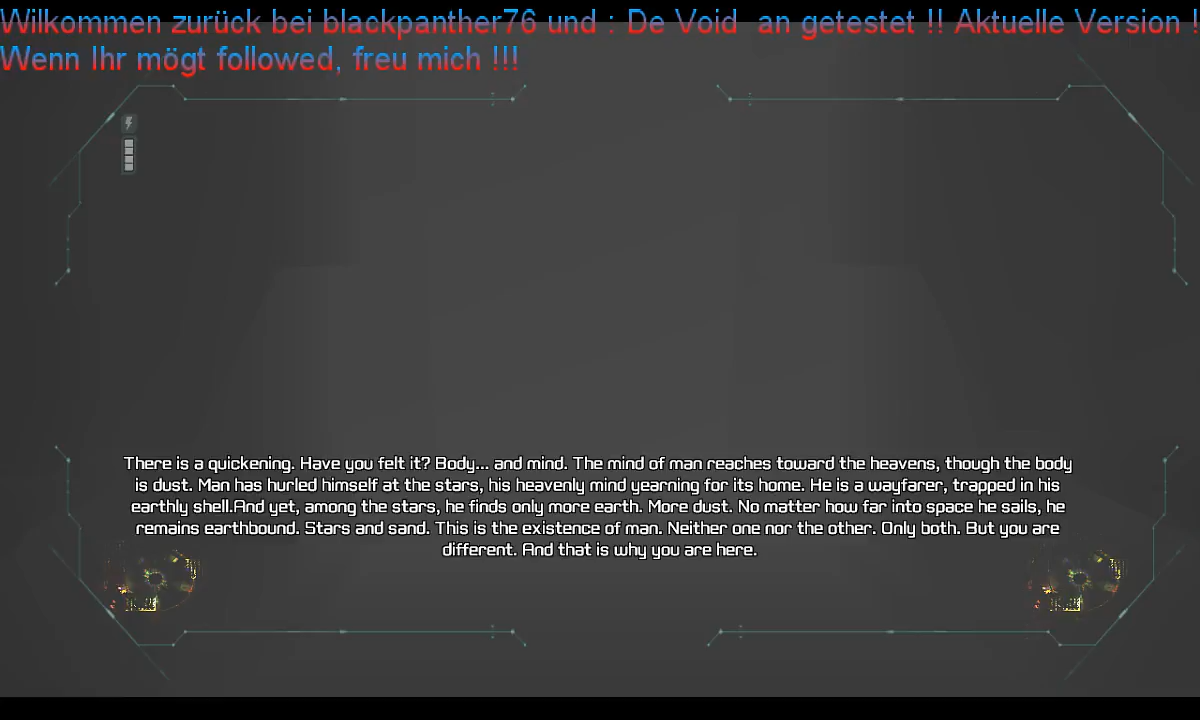 Wilkommen zurück bei blackpanther76 und : De Void  an getestet !! Aktuelle Version !
Wenn Ihr mögt followed, freu mich !!!
There is a quickening. Have you felt it? Body... and mind. The mind of man reaches toward the heavens, though the body
is dust. Man has hurled himself at the stars, his heavenly mind yearning for its home. He is a wayfarer, trapped in his
earthly shell.And yet, among the stars, he finds only more earth. More dust. No matter how far into space he sails, he
remains earthbound. Stars and sand. This is the existence of man. Neither one nor the other. Only both. But you are
different. And that is why you are here.